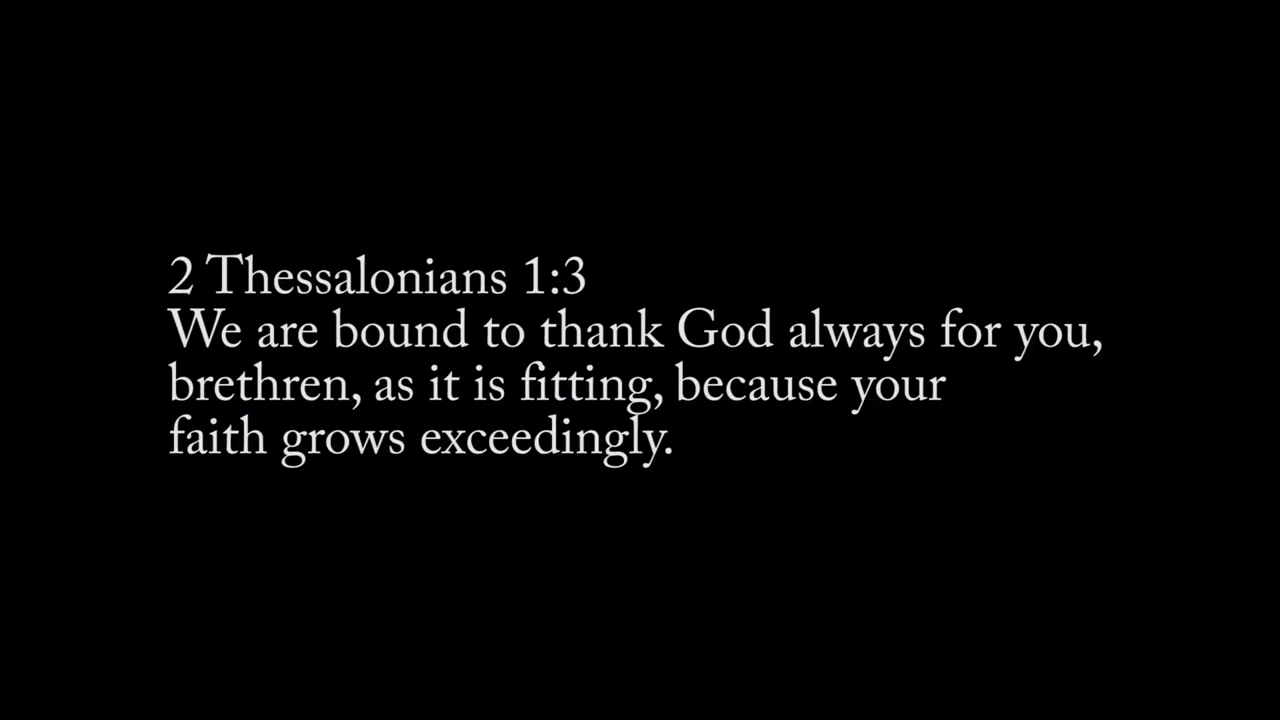 2 Thessalonians 1:3
We are bound to thank God always for you,
brethren, as it is fitting, because your
faith grows exceedingly.